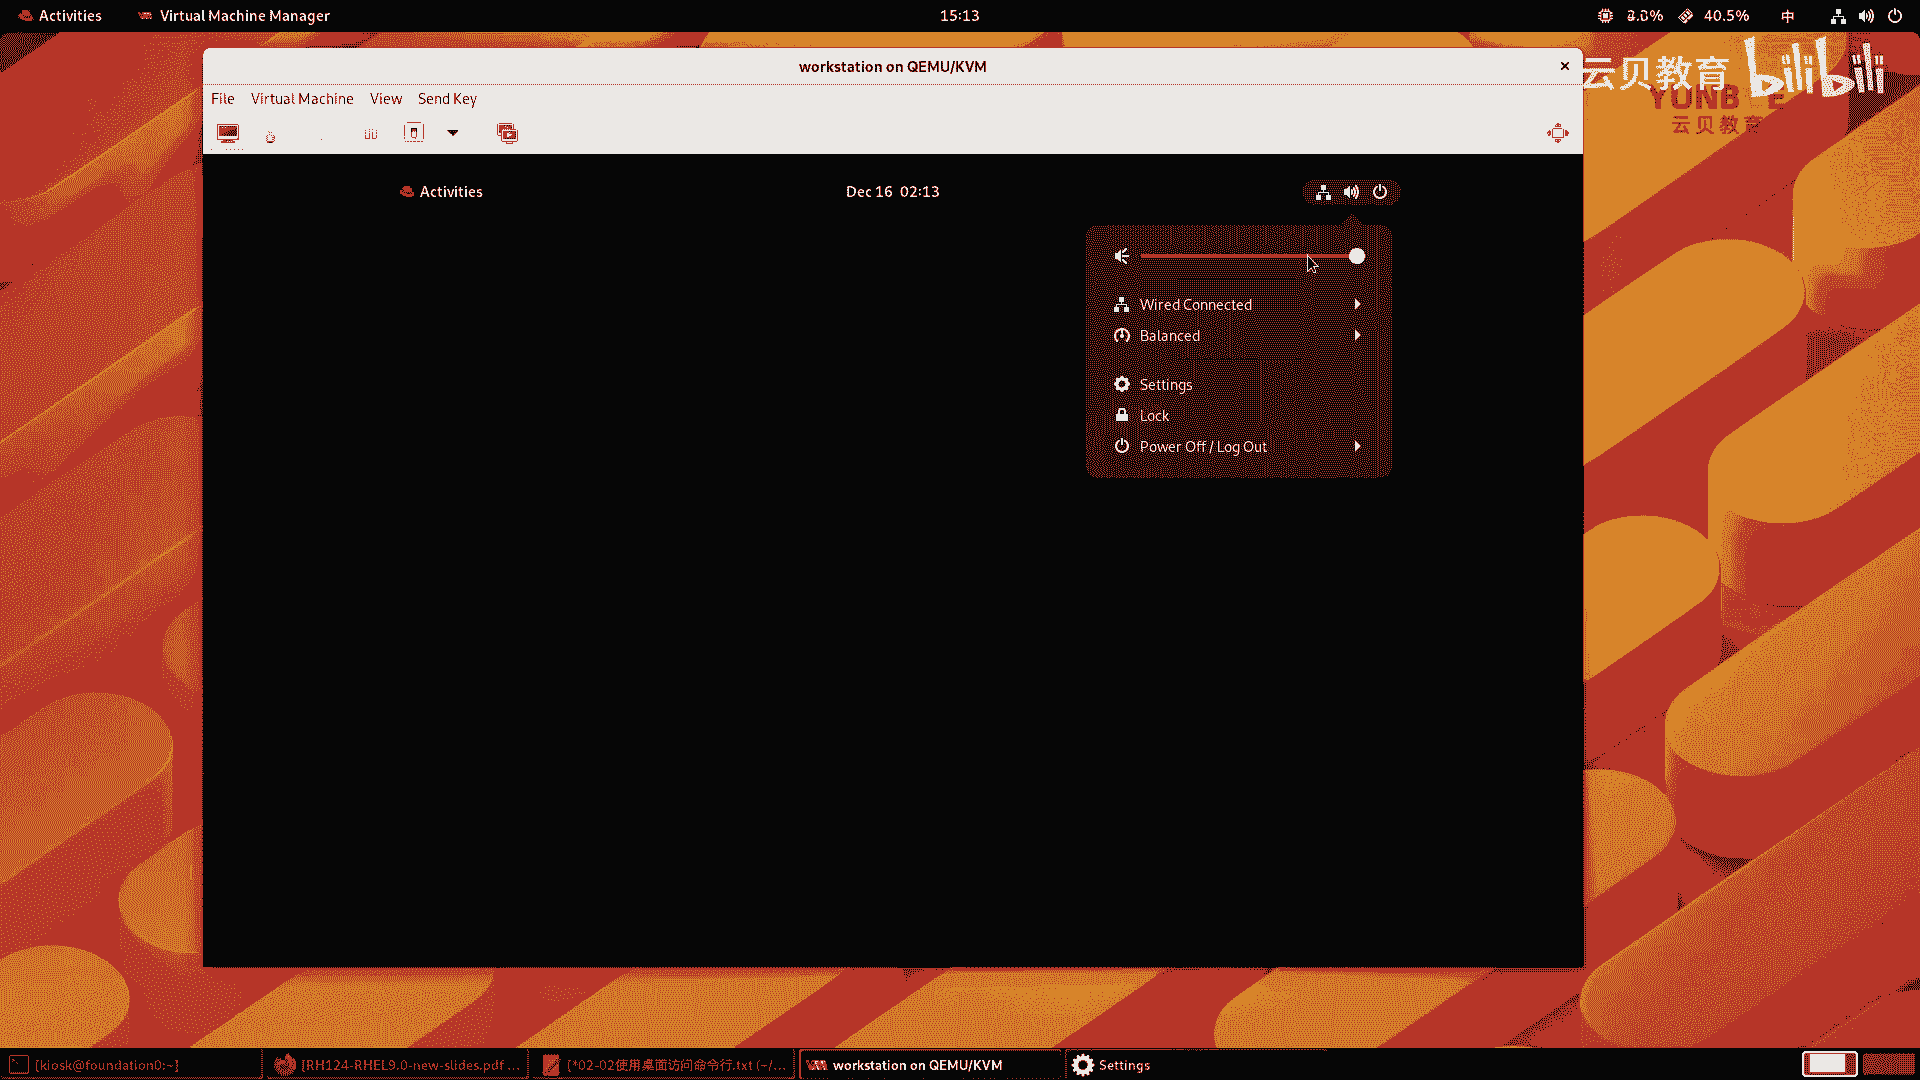 Activities
Virtual Machine Manager
15:13
40.5%
中
workstation on QEMU/KVM
云贝教育
bilibili
云贝教育
File
Virtual Machine
View
Send Key
Activities
Dec 16 02:13
Wired Connected
Balanced
Settings
Lock
Power Off / Log Out
[kiosk@foundation0:~]
[RH124-RHEL9.0-new-slides.pdf ...
[*02-02使用桌面访问命令行.txt (~/...
workstation on QEMU/KVM
Settings